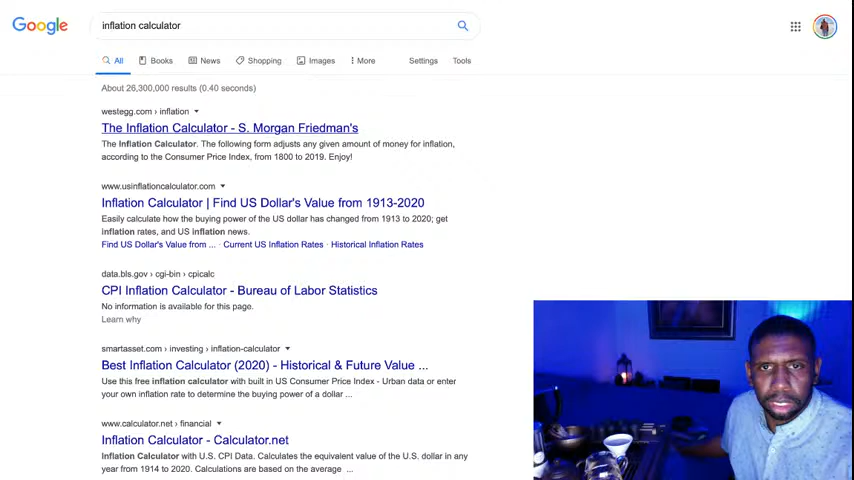 Google
inflation calculator
All Books News Shopping Images More Settings Tools
About 26,300,000 results (0.40 seconds)
westegg.com › inflation
The Inflation Calculator - S. Morgan Friedman's
The Inflation Calculator. The following form adjusts any given amount of money for inflation,
according to the Consumer Price Index, from 1800 to 2019. Enjoy!
www.usinflationcalculator.com
Inflation Calculator | Find US Dollar's Value from 1913-2020
Easily calculate how the buying power of the US dollar has changed from 1913 to 2020; get
inflation rates, and US inflation news.
Find US Dollar's Value from ... · Current US Inflation Rates · Historical Inflation Rates
data.bls.gov › cgi-bin › cpicalc
CPI Inflation Calculator - Bureau of Labor Statistics
No information is available for this page.
Learn why
smartasset.com › investing › inflation-calculator
Best Inflation Calculator (2020) - Historical & Future Value ...
Use this free inflation calculator with built in US Consumer Price Index - Urban data or enter
your own inflation rate to determine the buying power of a dollar ...
www.calculator.net › financial
Inflation Calculator - Calculator.net
Inflation Calculator with U.S. CPI Data. Calculates the equivalent value of the U.S. dollar in any
year from 1914 to 2020. Calculations are based on the average ...